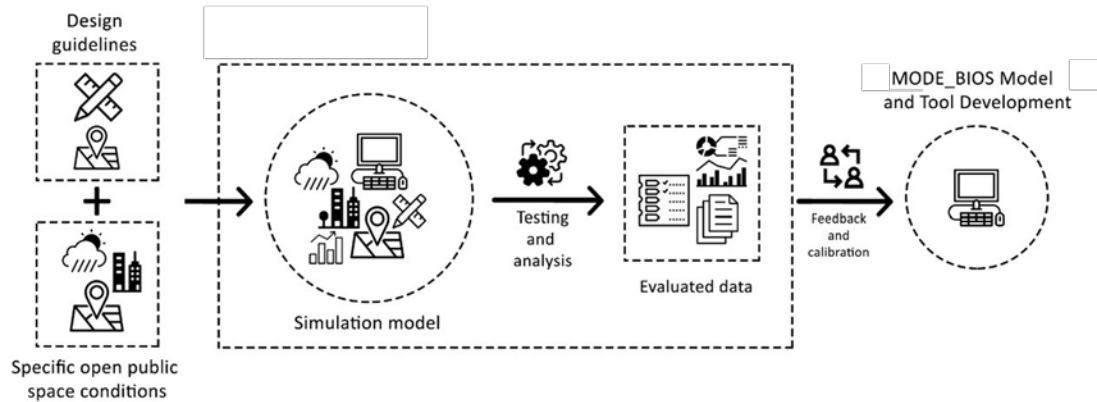 Design
guidelines
Specific open public
space conditions
Simulation model
Testing
and
analysis
Evaluated data
Feedback
and
calibration
MODE_BIOS Model
and Tool Development